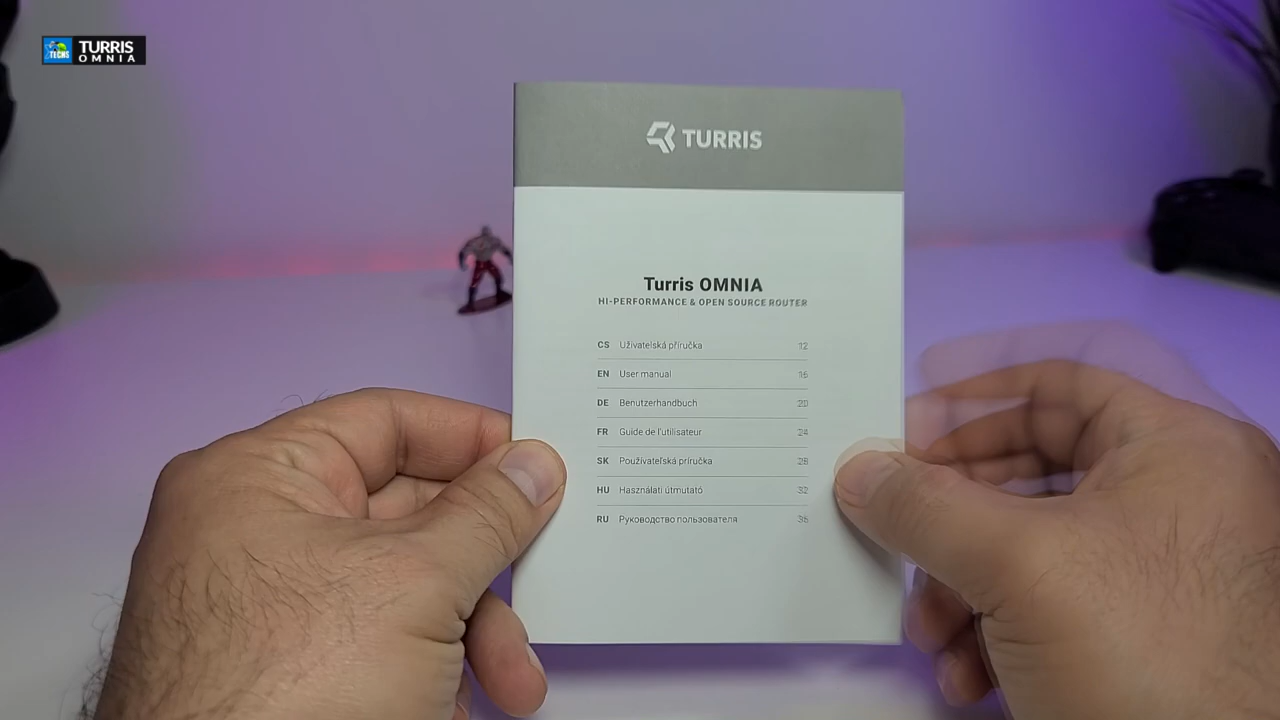 TECHS
TURRIS
OMNIA
TURRIS
Turris OMNIA
HI-PERFORMANCE & OPEN SOURCE ROUTER
CS Uživatelská příručka 12
EN User manual 16
DE Benutzerhandbuch 20
FR Guide de l'utilisateur 24
SK Používateľská príručka 28
HU Használati útmutató 32
RU Руководство пользователя 36